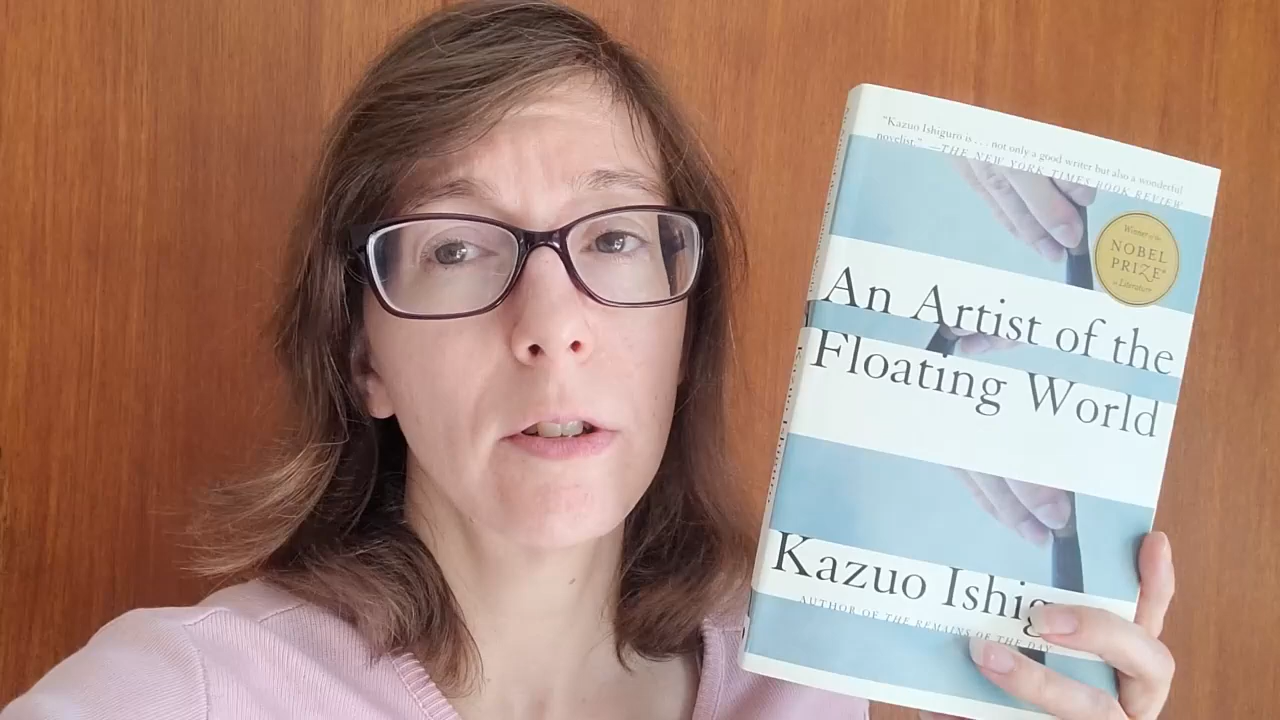 "Kazuo Ishiguro is . . . not only a good writer but also a wonderful
novelist." —THE NEW YORK TIMES BOOK REVIEW
Winner of the
NOBEL
PRIZE
in Literature
An Artist of the
Floating World
Kazuo Ishig
AUTHOR OF THE REMAINS OF THE DAY